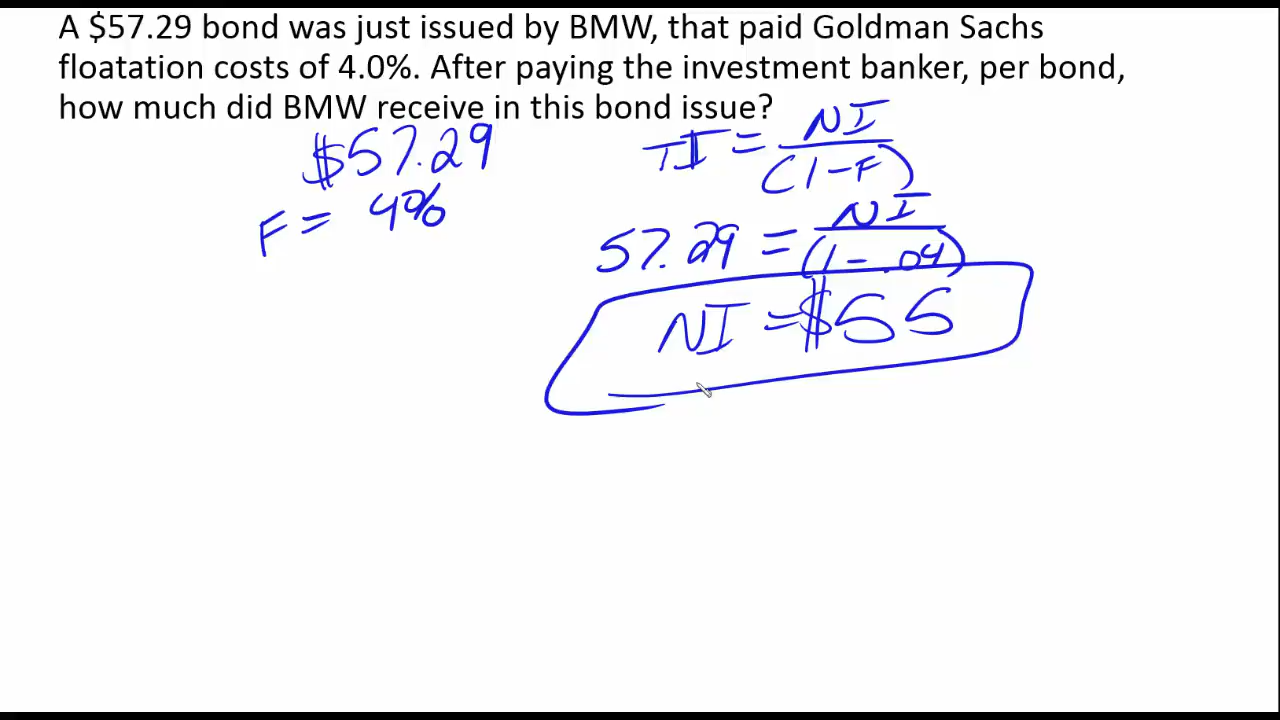 A $57.29 bond was just issued by BMW, that paid Goldman Sachs
floatation costs of 4.0%. After paying the investment banker, per bond,
how much did BMW receive in this bond issue?
$57.29
F = 4%
TI = NI / (1-F)
57.29 = NI / (1 - .04)
NI = $55